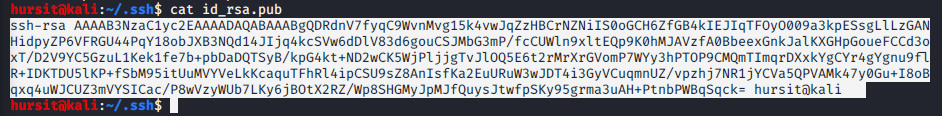 hursit@kali:~/.ssh$ cat id_rsa.pub
ssh-rsa AAAAB3NzaC1yc2EAAAADAQABAAABgQDRdnV7fyqC9WvnMvg15k4vwJqZzHBCrNZNiIS0oGCH6ZfGB4kIEJIqTFOyO009a3kpESsgLlLzGAN
HidpyZP6VFRGU44PqY18obJXB3NQd14JIjq4kcSVw6dDlV83d6gouCSJMbG3mP/fcCUWln9xltEQp9K0hMJAVzfA0BbeexGnkJalKXGHpGoueFCCd3o
xT/D2V9YC5GzuL1Kek1fe7b+pbDaDQTSyB/kpG4kt+ND2wCK5WjPljjgTvJlOQ5E6t2rMrXrGVomP7WYy3hPTOP9CMQmTImqrDXxkYgCYr4gYgnu9fl
R+IDKTDU5lKP+fSbM95itUuMVYVeLkKcaquTFhRl4ipCSU9sZ8AnIsfKa2EuURuW3wJDT4i3GyVCuqmnUZ/vpzhj7NR1jYCVa5QPVAMk47y0Gu+I8oB
qxq4uWJCUZ3mVYSICac/P8wVzyWUb7LKy6jBOtX2RZ/Wp8SHGMyJpMJfQuysJtwfpSKy95grma3uAH+PtnbPWBqSqck= hursit@kali
hursit@kali:~/.ssh$